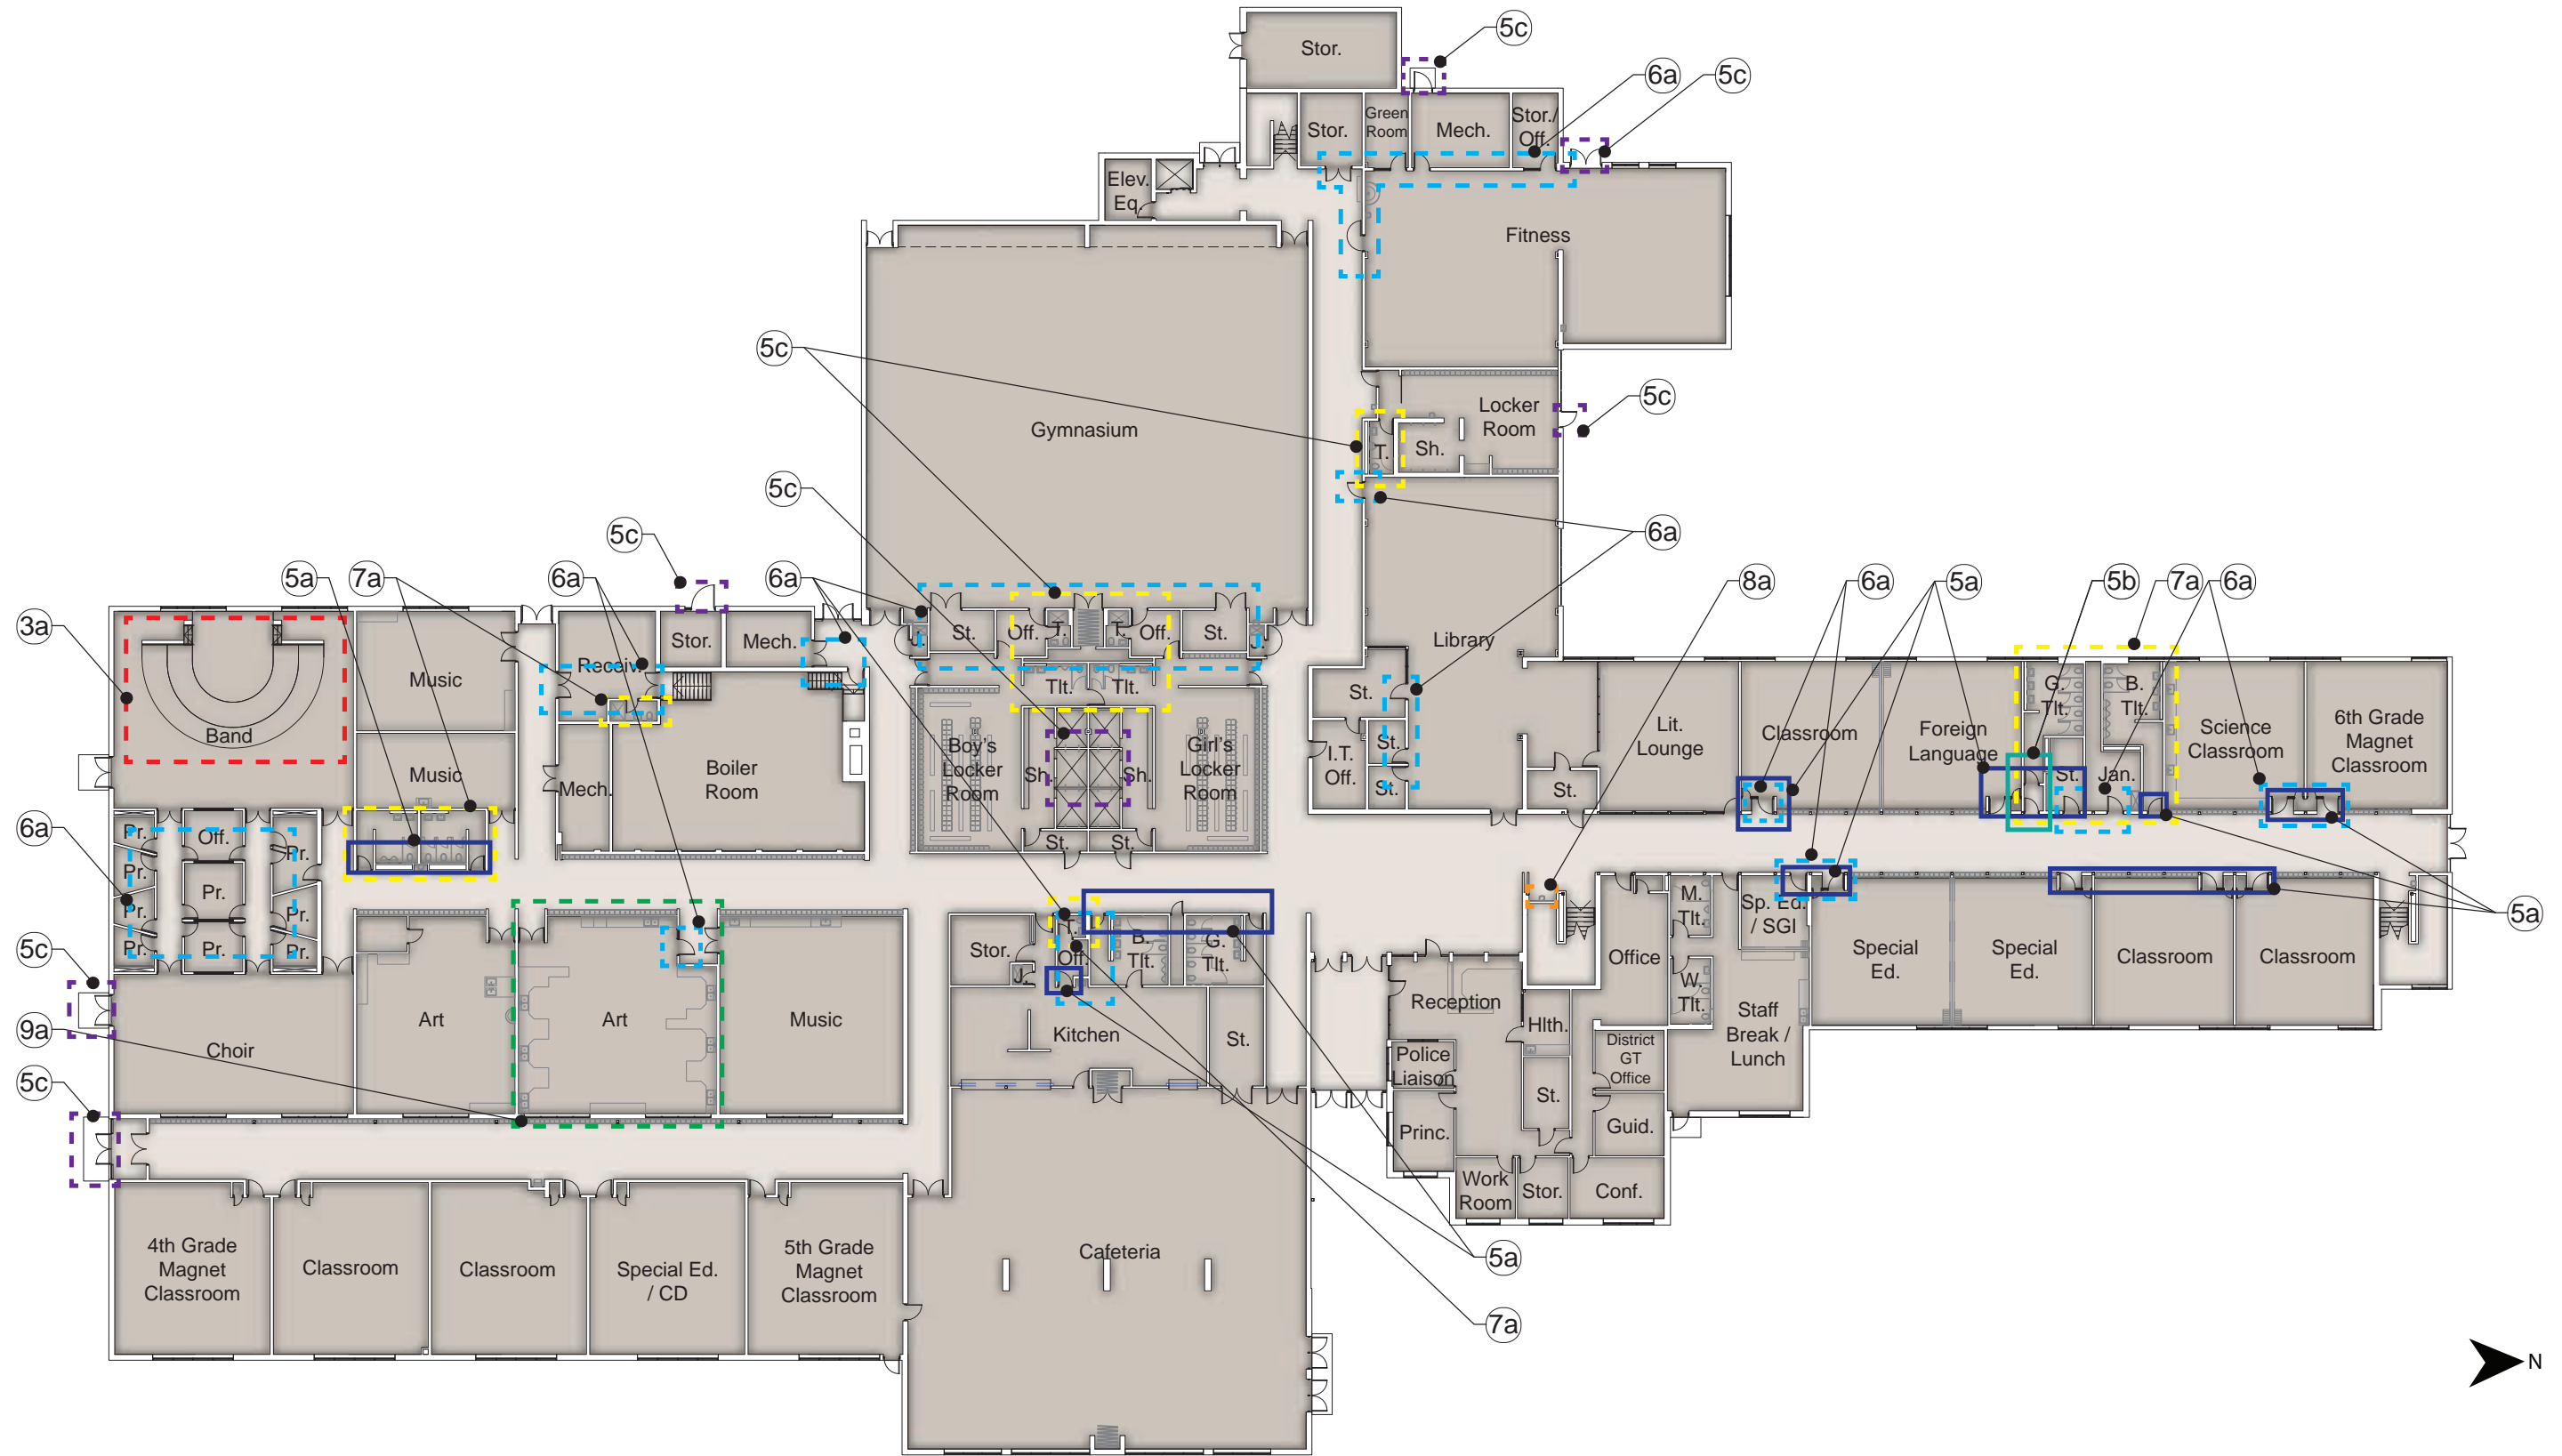 Stor.
5c
6a
5c
Green
Room
Stor.
Mech.
Stor./
Off.
Elev.
Eq.
Fitness
5c
5c
Locker
Room
Gymnasium
T.
Sh.
5c
6a
5c
5a
7a
6a
6a
8a
6a
5a
5b
7a
6a
3a
Music
Receiv.
Stor.
Mech.
J.
St.
Off.
T.
T.
Off.
St.
J.
Library
Band
Tlt.
Tlt.
St.
G.
Tlt.
B.
Tlt.
Lit.
Lounge
Classroom
Foreign
Language
Science
Classroom
6th Grade
Magnet
Classroom
Music
Mech.
Boiler
Room
Boy's
Locker
Room
Sh.
Sh.
Girl's
Locker
Room
I.T.
Off.
St.
St.
St.
St.
Jan.
6a
Pr.
Off.
Pr.
Pr.
Pr.
Pr.
Pr.
Pr.
Pr.
Pr.
St.
St.
5c
Stor.
J.
T.
Off.
B.
Tlt.
G.
Tlt.
Office
M.
Tlt.
W.
Tlt.
Sp. Ed.
/ SGI
Special
Ed.
Special
Ed.
Classroom
Classroom
5a
9a
Choir
Art
Art
Music
Kitchen
St.
Reception
Hlth.
Staff
Break /
Lunch
5c
Police
Liaison
District
GT
Office
St.
Princ.
Guid.
Work
Room
Stor.
Conf.
4th Grade
Magnet
Classroom
Classroom
Classroom
Special Ed.
/ CD
5th Grade
Magnet
Classroom
Cafeteria
5a
7a
N